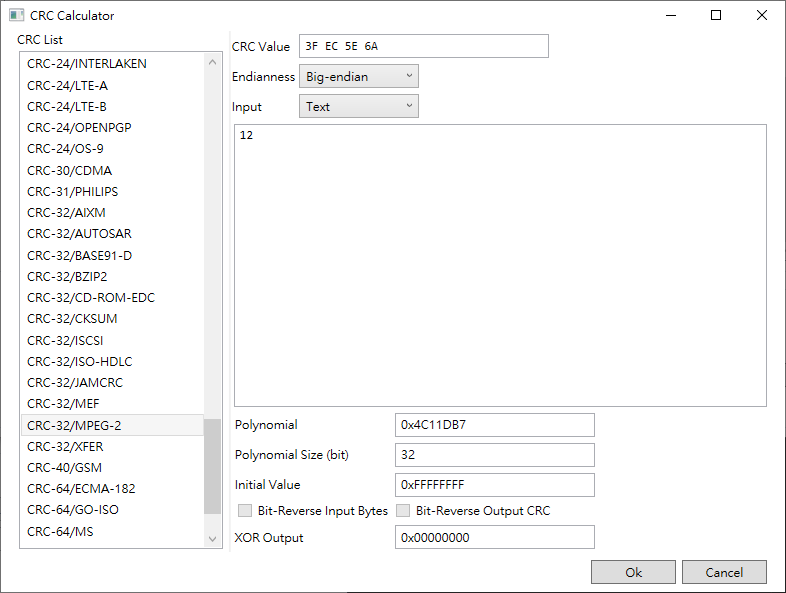 CRC Calculator
CRC List
CRC-24/INTERLAKEN
CRC-24/LTE-A
CRC-24/LTE-B
CRC-24/OPENPGP
CRC-24/OS-9
CRC-30/CDMA
CRC-31/PHILIPS
CRC-32/AIXM
CRC-32/AUTOSAR
CRC-32/BASE91-D
CRC-32/BZIP2
CRC-32/CD-ROM-EDC
CRC-32/CKSUM
CRC-32/ISCSI
CRC-32/ISO-HDLC
CRC-32/JAMCRC
CRC-32/MEF
CRC-32/MPEG-2
CRC-32/XFER
CRC-40/GSM
CRC-64/ECMA-182
CRC-64/GO-ISO
CRC-64/MS
CRC Value 3F EC 5E 6A
Endianness Big-endian
Input Text
12
Polynomial 0x4C11DB7
Polynomial Size (bit) 32
Initial Value 0xFFFFFFFF
Bit-Reverse Input Bytes Bit-Reverse Output CRC
XOR Output 0x00000000
Ok Cancel